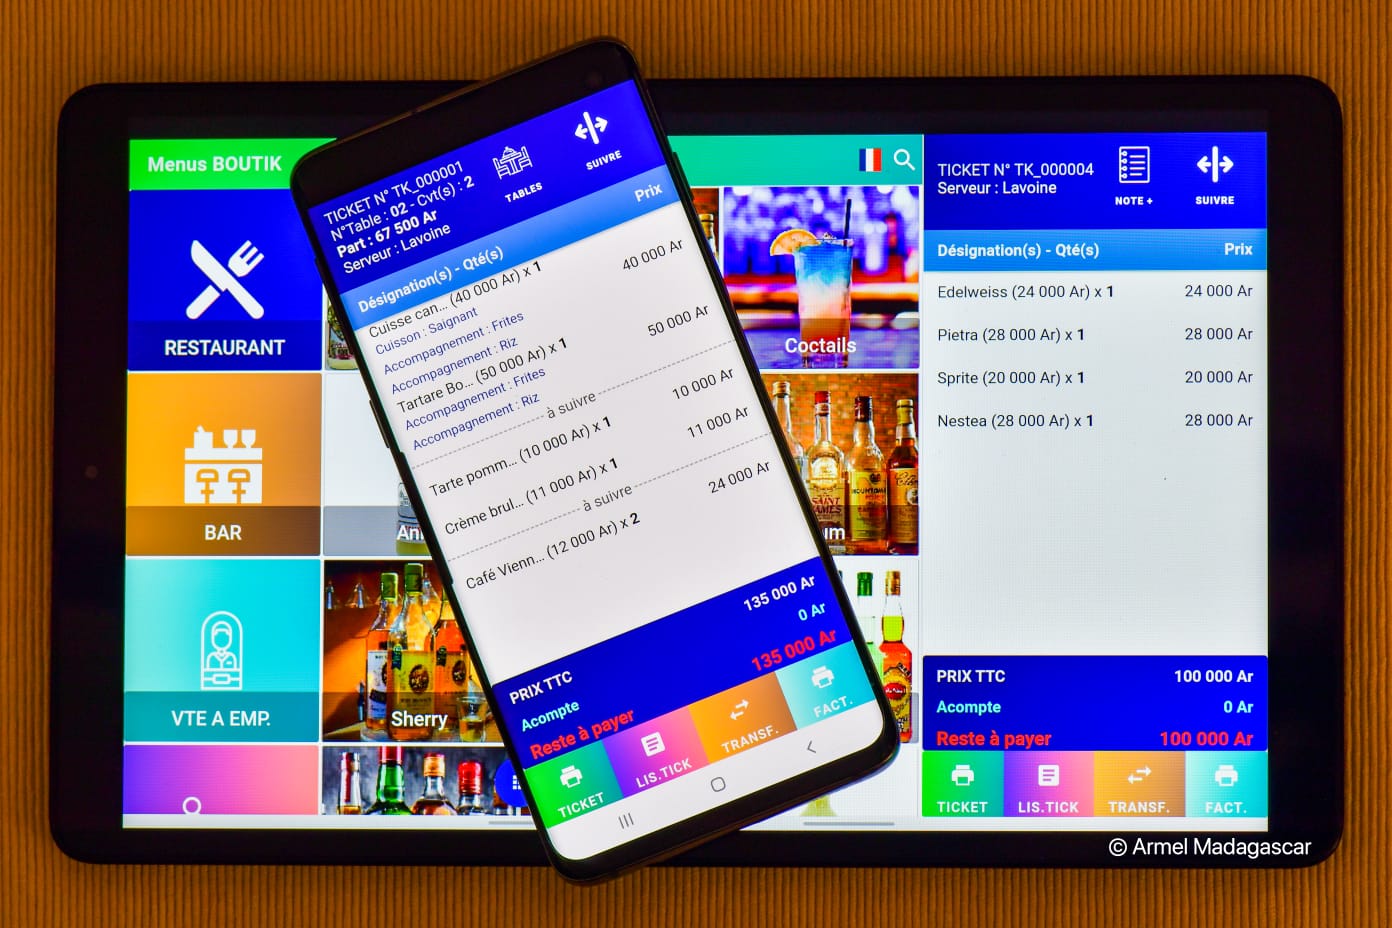 Menus BOUTIK
RESTAURANT
BAR
VTE A EMP.
Coctails
Sherry
TICKET N° TK_000001
N°Table : 02 - Cvt(s) : 2
Part : 67 500 Ar
Serveur : Lavoine
TABLES
SUIVRE
Désignation(s) - Qté(s) Prix
Cuisse can... (40 000 Ar) x 1 40 000 Ar
Cuisson : Saignant
Accompagnement : Frites
Accompagnement : Riz
Tartare Bo... (50 000 Ar) x 1 50 000 Ar
Accompagnement : Frites
Accompagnement : Riz
à suivre
Tarte pomm... (10 000 Ar) x 1 10 000 Ar
Crème brul... (11 000 Ar) x 1 11 000 Ar
à suivre
Café Vienn... (12 000 Ar) x 2 24 000 Ar
PRIX TTC 135 000 Ar
Acompte 0 Ar
Reste à payer 135 000 Ar
TICKET
LIS.TICK
TRANSF.
FACT.
TICKET N° TK_000004
Serveur : Lavoine
NOTE +
SUIVRE
Désignation(s) - Qté(s) Prix
Edelweiss (24 000 Ar) x 1 24 000 Ar
Pietra (28 000 Ar) x 1 28 000 Ar
Sprite (20 000 Ar) x 1 20 000 Ar
Nestea (28 000 Ar) x 1 28 000 Ar
PRIX TTC 100 000 Ar
Acompte 0 Ar
Reste à payer 100 000 Ar
TICKET
LIS.TICK
TRANSF.
FACT.
© Armel Madagascar